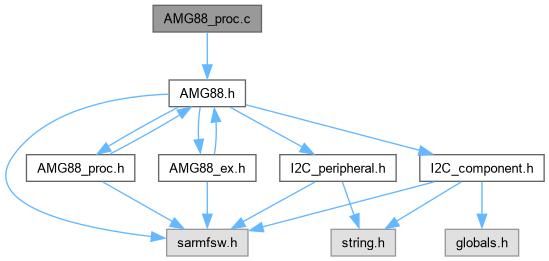 AMG88_proc.c
AMG88.h
AMG88_proc.h
AMG88_ex.h
I2C_peripheral.h
I2C_component.h
sarmfsw.h
string.h
globals.h